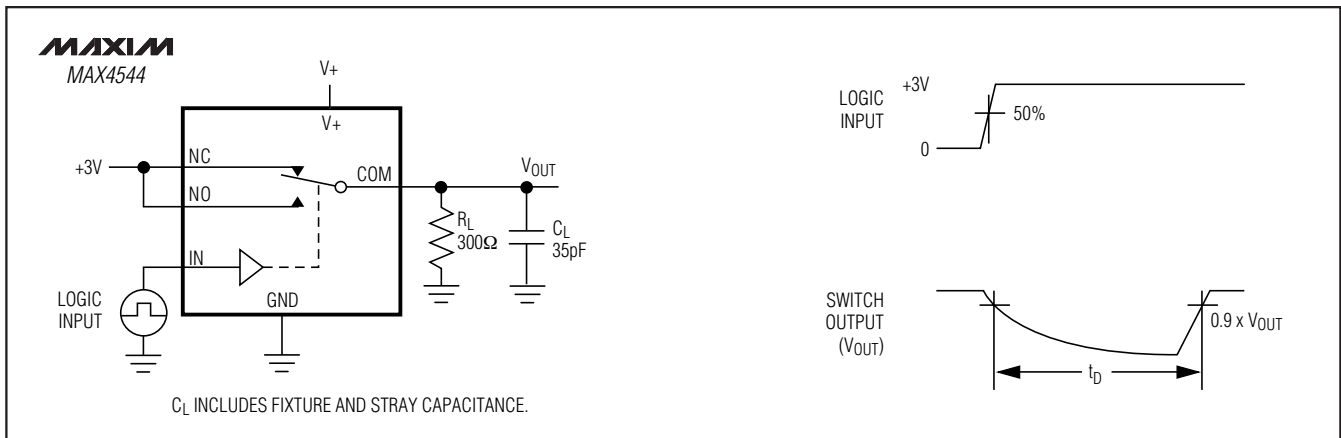 MAXIM
MAX4544
V+
V+
+3V
NC
NO
COM
VOUT
RL
300Ω
CL
35pF
IN
GND
LOGIC
INPUT
CL INCLUDES FIXTURE AND STRAY CAPACITANCE.
LOGIC
INPUT
+3V
0
50%
SWITCH
OUTPUT
(VOUT)
0.9 x VOUT
tD